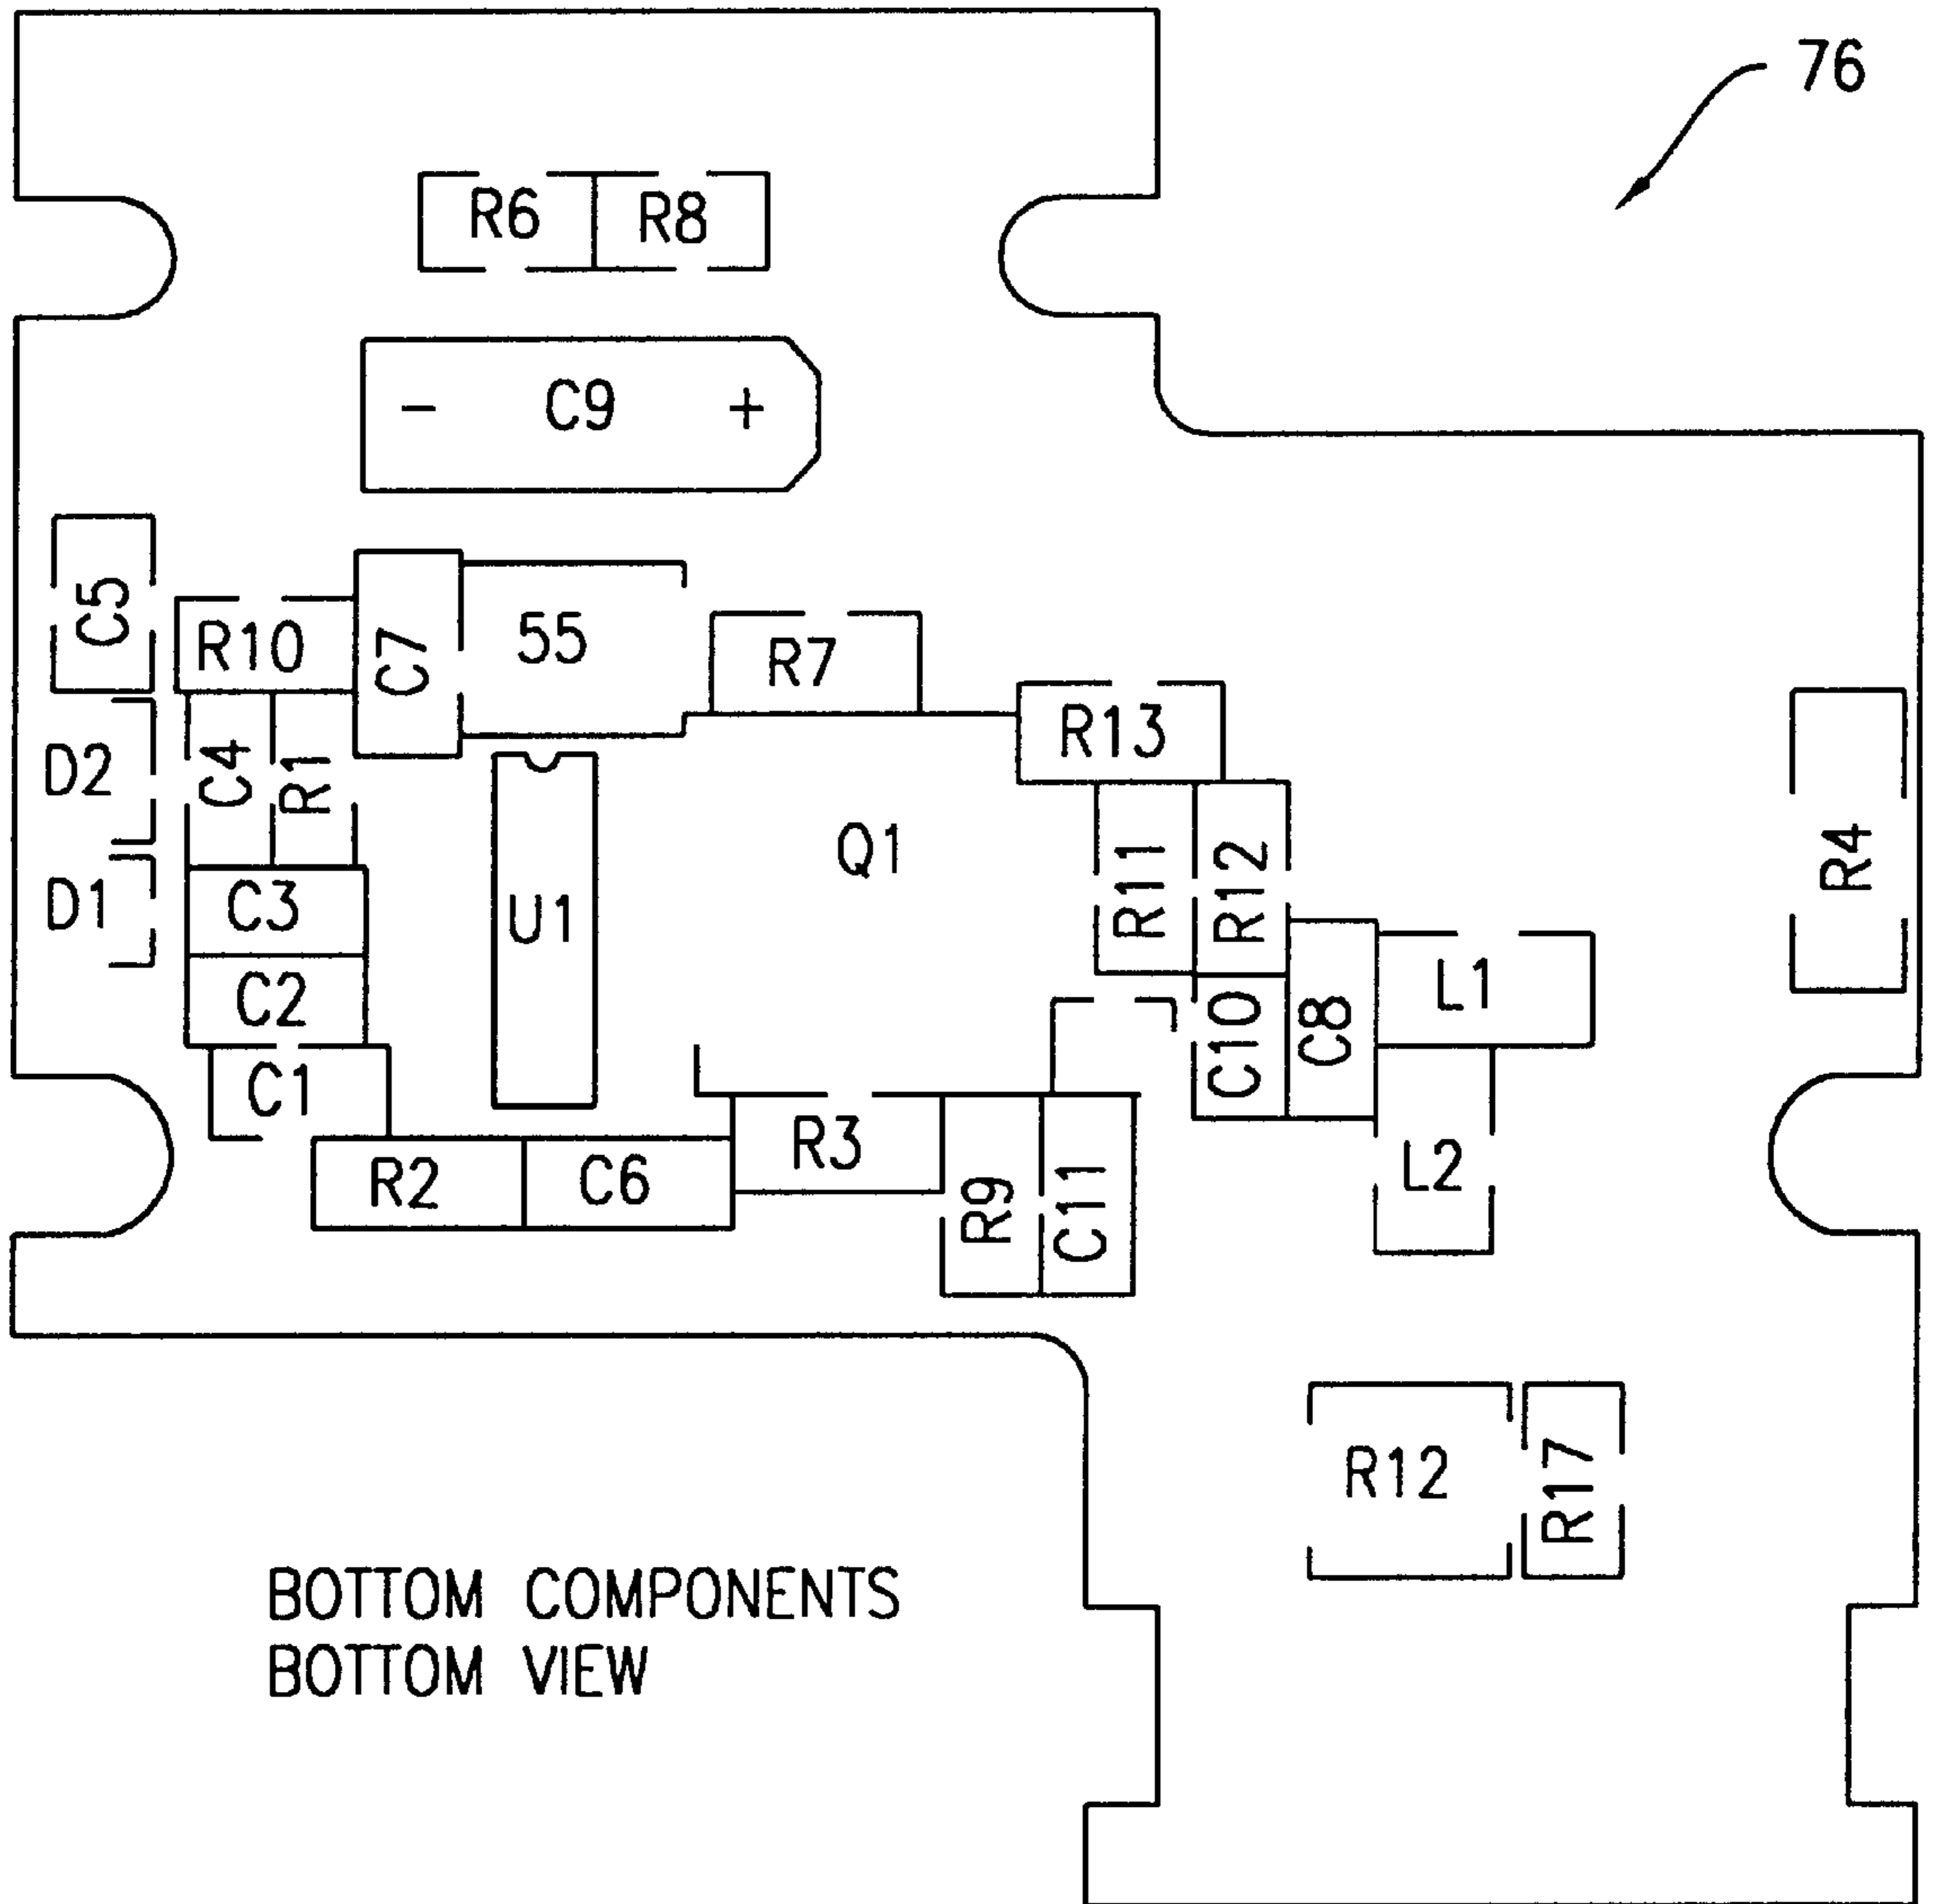 76
R6
R8
- C9 +
C5
R10
C7
55
R7
R13
D2
C4
R1
Q1
R11
R12
R4
D1
C3
U1
C2
C10
C8
L1
C1
R3
L2
R2
C6
R9
C11
R12
R17
BOTTOM COMPONENTS
BOTTOM VIEW